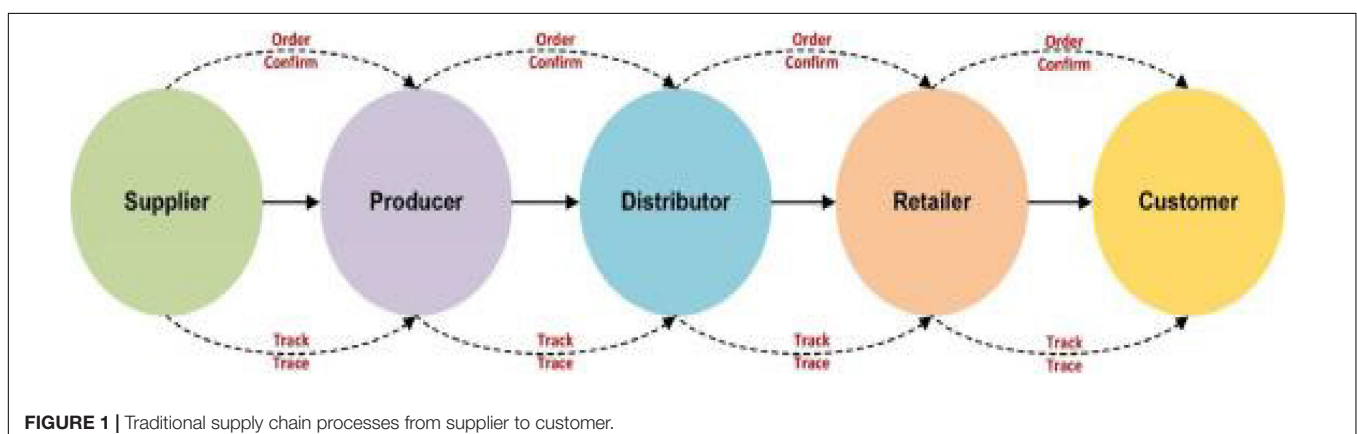 Order Order Order Order
Confirm Confirm Confirm Confirm
Supplier Producer Distributor Retailer Customer
Track Track Track Track
Trace Trace Trace Trace
FIGURE 1 | Traditional supply chain processes from supplier to customer.